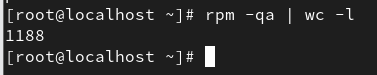 [root@localhost ~]# rpm -qa | wc -l
1188
[root@localhost ~]#